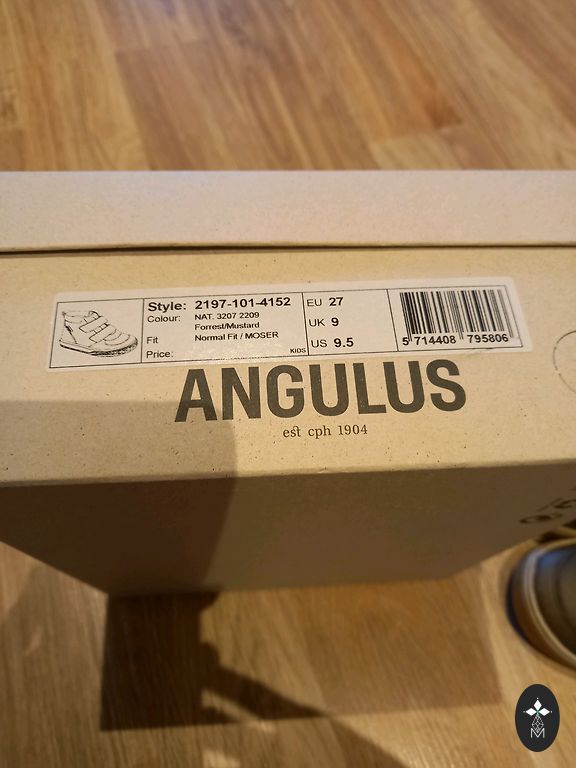 Style: 2197-101-4152
Colour: NAT. 3207 2209
Forrest/Mustard
Fit Normal Fit / MOSER
Price:
KIDS
EU 27
UK 9
US 9.5
5 714408 795806
ANGULUS
est cph 1904
M